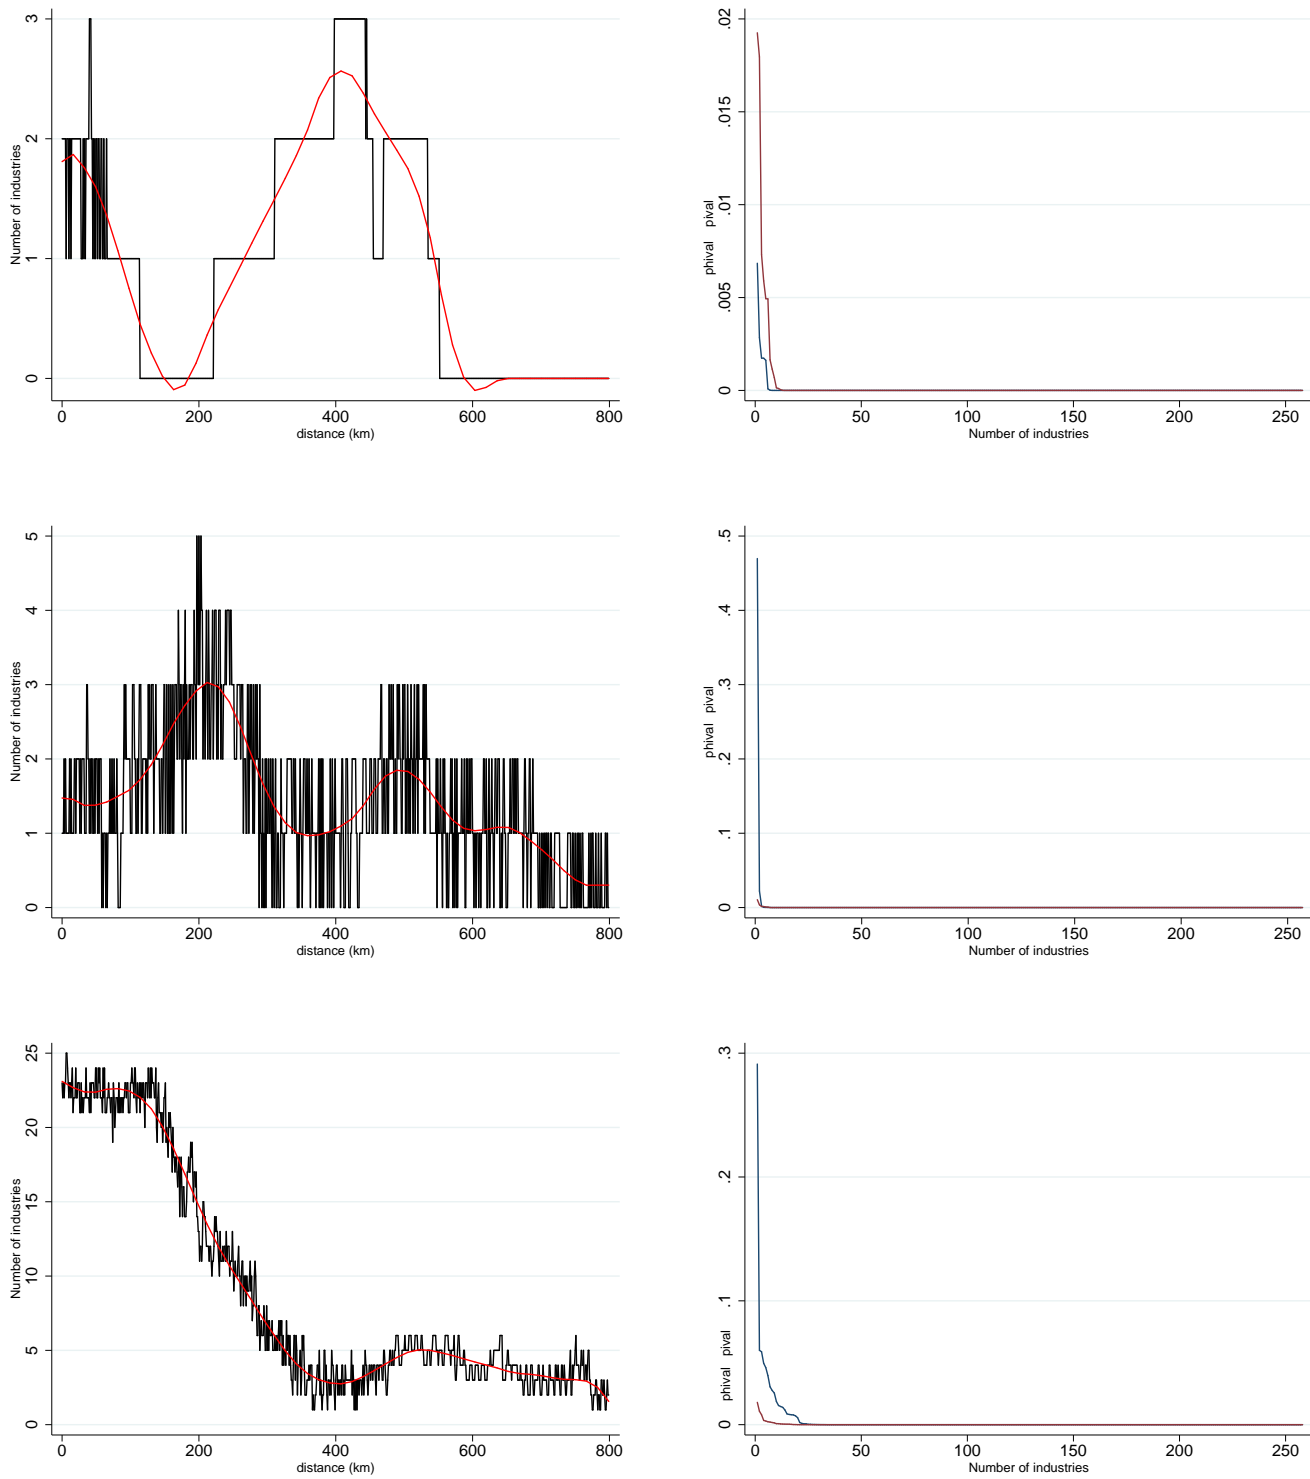 Number of industries
3
2
1
0
0 200 400 600 800
distance (km)
phival pival
.02
.015
.01
.005
0
0 50 100 150 200 250
Number of industries
Number of industries
5
4
3
2
1
0
0 200 400 600 800
distance (km)
phival pival
.5
.4
.3
.2
.1
0
0 50 100 150 200 250
Number of industries
Number of industries
25
20
15
10
5
0
0 200 400 600 800
distance (km)
phival pival
.3
.2
.1
0
0 50 100 150 200 250
Number of industries